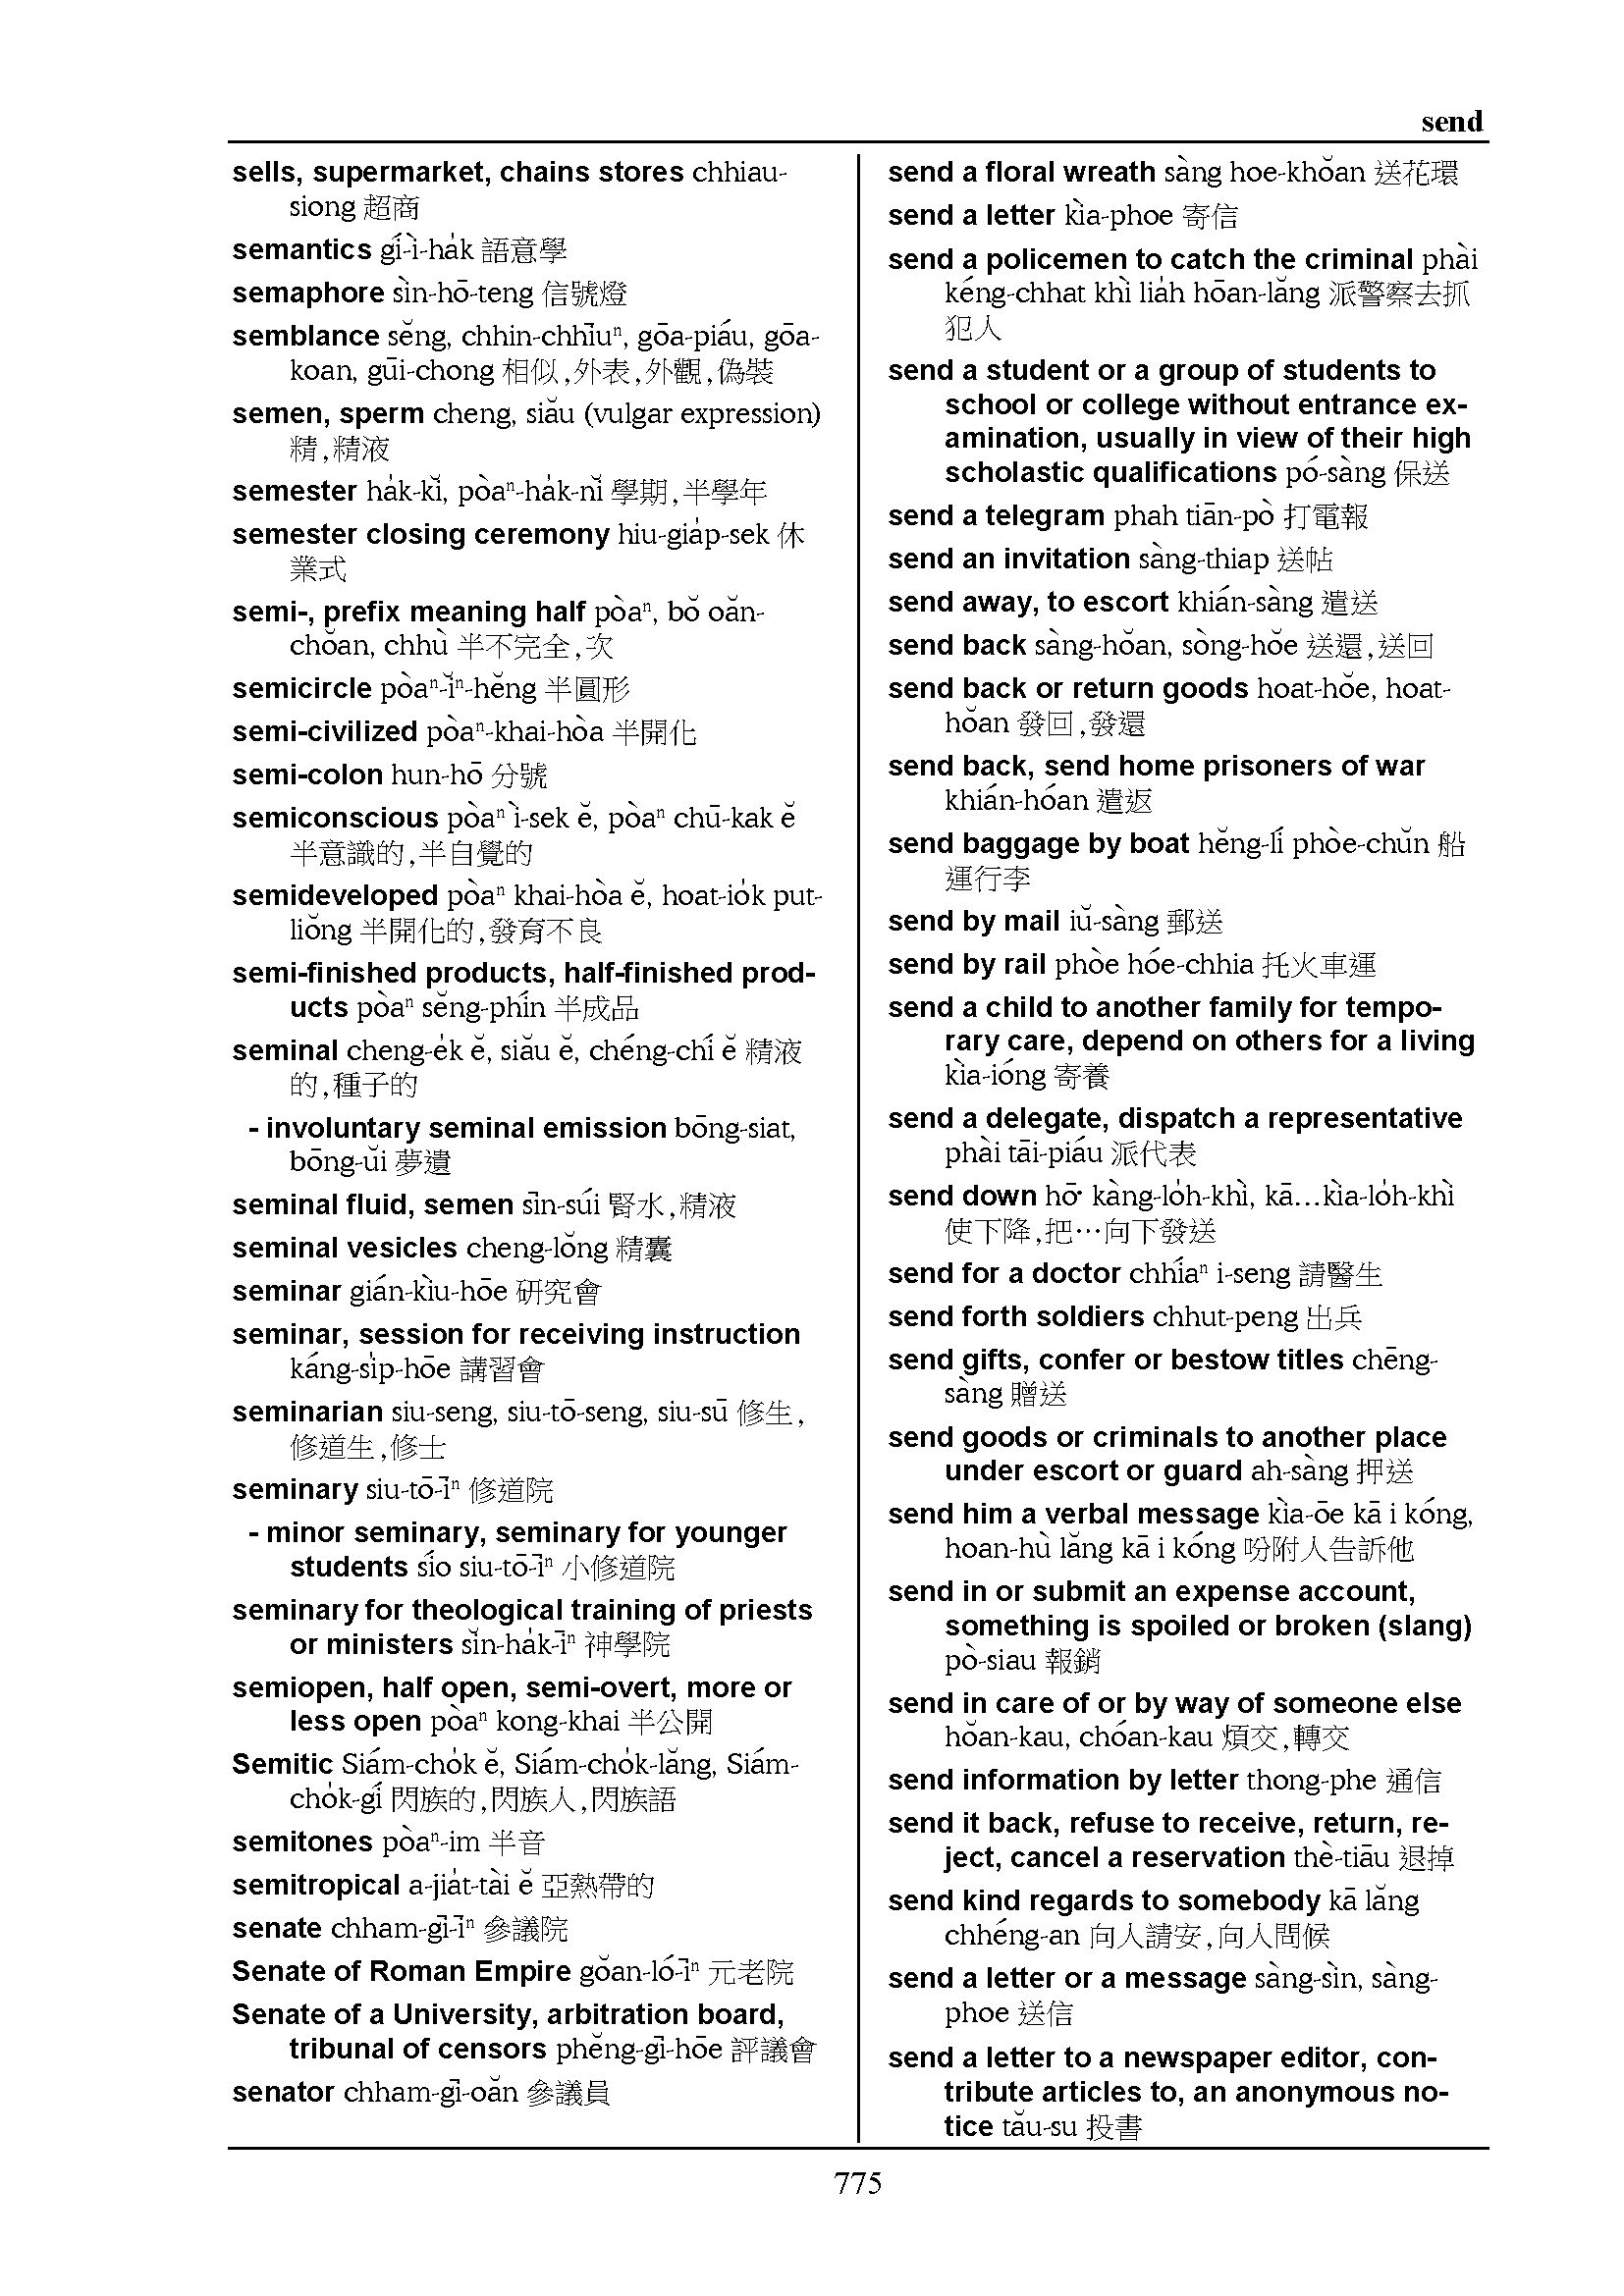 send
sells, supermarket, chains stores chhiau-
siong 超商
semantics gí-ì-ha̍k 語意學
semaphore sìn-hō-teng 信號燈
semblance sĕng, chhin-chhīuⁿ, gōa-piáu, gōa-
koan, gūi-chong 相似,外表,外觀,偽裝
semen, sperm cheng, siău (vulgar expression)
精,精液
semester ha̍k-kĭ, pòaⁿ-ha̍k-nĭ 學期,半學年
semester closing ceremony hiu-gia̍p-sek 休
業式
semi-, prefix meaning half pòaⁿ, bŏ oăn-
chŏan, chhù 半不完全,次
semicircle pòaⁿ-ĭⁿ-hĕng 半圓形
semi-civilized pòaⁿ-khai-hòa 半開化
semi-colon hun-hō 分號
semiconscious pòaⁿ ì-sek ĕ, pòaⁿ chū-kak ĕ
半意識的,半自覺的
semideveloped pòaⁿ khai-hòa ĕ, hoat-io̍k put-
liŏng 半開化的,發育不良
semi-finished products, half-finished prod-
ucts pòaⁿ sĕng-phín 半成品
seminal cheng-e̍k ĕ, siău ĕ, chéng-chí ĕ 精液
的,種子的
- involuntary seminal emission bōng-siat,
bōng-ŭi 夢遺
seminal fluid, semen sīn-súi 腎水,精液
seminal vesicles cheng-lŏng 精囊
seminar gián-kìu-hōe 研究會
seminar, session for receiving instruction
káng-si̍p-hōe 講習會
seminarian siu-seng, siu-tō-seng, siu-sū 修生,
修道生,修士
seminary siu-tō-īⁿ 修道院
- minor seminary, seminary for younger
students sío siu-tō-īⁿ 小修道院
seminary for theological training of priests
or ministers sĭn-ha̍k-īⁿ 神學院
semiopen, half open, semi-overt, more or
less open pòaⁿ kong-khai 半公開
Semitic Siám-cho̍k ĕ, Siám-cho̍k-lăng, Siám-
cho̍k-gí 閃族的,閃族人,閃族語
semitones pòaⁿ-im 半音
semitropical a-jia̍t-tài ĕ 亞熱帶的
senate chham-gī-īⁿ 參議院
Senate of Roman Empire gŏan-ló-īⁿ 元老院
Senate of a University, arbitration board,
tribunal of censors phĕng-gī-hōe 評議會
senator chham-gī-oăn 參議員
send a floral wreath sàng hoe-khŏan 送花環
send a letter kìa-phoe 寄信
send a policemen to catch the criminal phài
kéng-chhat khì lia̍h hōan-lăng 派警察去抓
犯人
send a student or a group of students to
school or college without entrance ex-
amination, usually in view of their high
scholastic qualifications pó-sàng 保送
send a telegram phah tiān-pò 打電報
send an invitation sàng-thiap 送帖
send away, to escort khián-sàng 遣送
send back sàng-hŏan, sòng-hŏe 送還,送回
send back or return goods hoat-hŏe, hoat-
hŏan 發回,發還
send back, send home prisoners of war
khián-hóan 遣返
send baggage by boat hĕng-lí phòe-chŭn 船
運行李
send by mail iŭ-sàng 郵送
send by rail phòe hóe-chhia 托火車運
send a child to another family for tempo-
rary care, depend on others for a living
kìa-ióng 寄養
send a delegate, dispatch a representative
phài tāi-piáu 派代表
send down hō͘ kàng-lo̍h-khì, kā...kìa-lo̍h-khì
使下降,把⋯向下發送
send for a doctor chhíaⁿ i-seng 請醫生
send forth soldiers chhut-peng 出兵
send gifts, confer or bestow titles chēng-
sàng 贈送
send goods or criminals to another place
under escort or guard ah-sàng 押送
send him a verbal message kìa-ōe kā i kóng,
hoan-hù lăng kā i kóng 吩附人告訴他
send in or submit an expense account,
something is spoiled or broken (slang)
pò-siau 報銷
send in care of or by way of someone else
hŏan-kau, chóan-kau 煩交,轉交
send information by letter thong-phe 通信
send it back, refuse to receive, return, re-
ject, cancel a reservation thè-tiāu 退掉
send kind regards to somebody kā lăng
chhéng-an 向人請安,向人問候
send a letter or a message sàng-sìn, sàng-
phoe 送信
send a letter to a newspaper editor, con-
tribute articles to, an anonymous no-
tice tău-su 投書
775